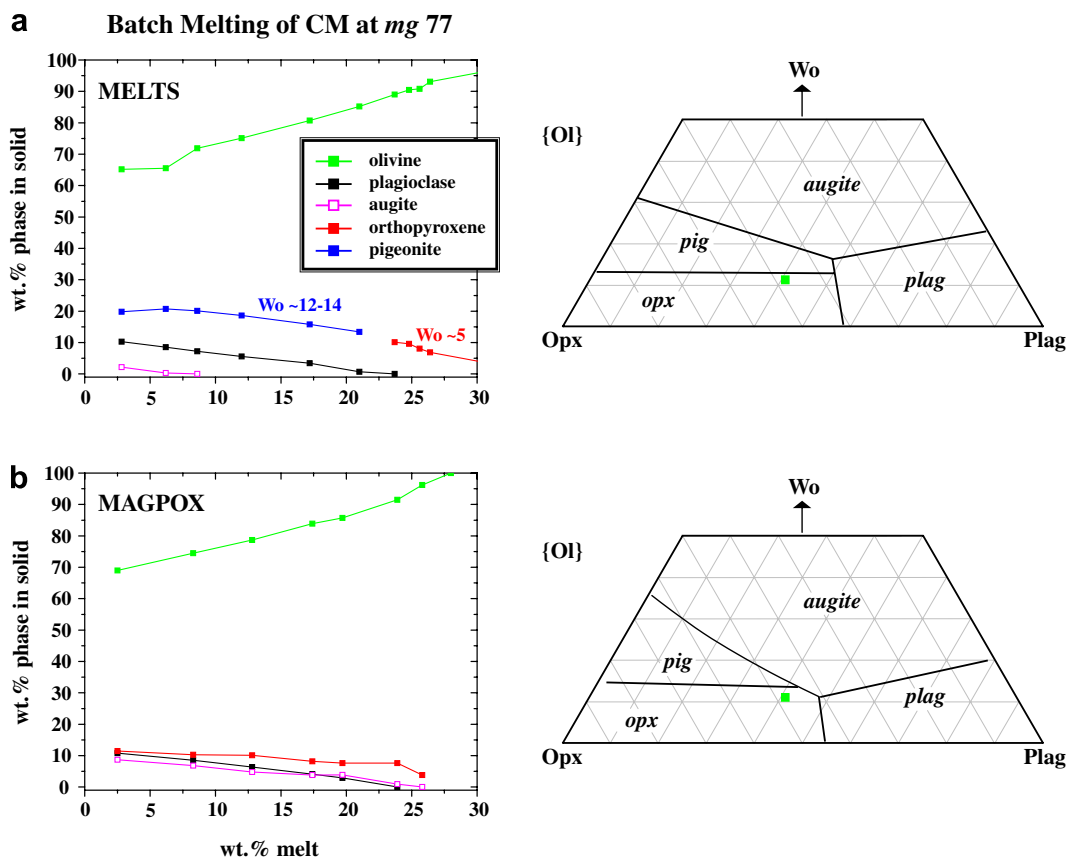 a
Batch Melting of CM at mg 77
MELTS
100
90
80
70
60
50
40
30
20
10
0
wt.% phase in solid
olivine
plagioclase
augite
orthopyroxene
pigeonite
Wo ~12-14
Wo ~5
0 5 10 15 20 25 30
Wo
{Ol}
augite
pig
plag
opx
Opx
Plag
b
MAGPOX
100
90
80
70
60
50
40
30
20
10
0
wt.% phase in solid
0 5 10 15 20 25 30
wt.% melt
Wo
{Ol}
augite
pig
plag
opx
Opx
Plag